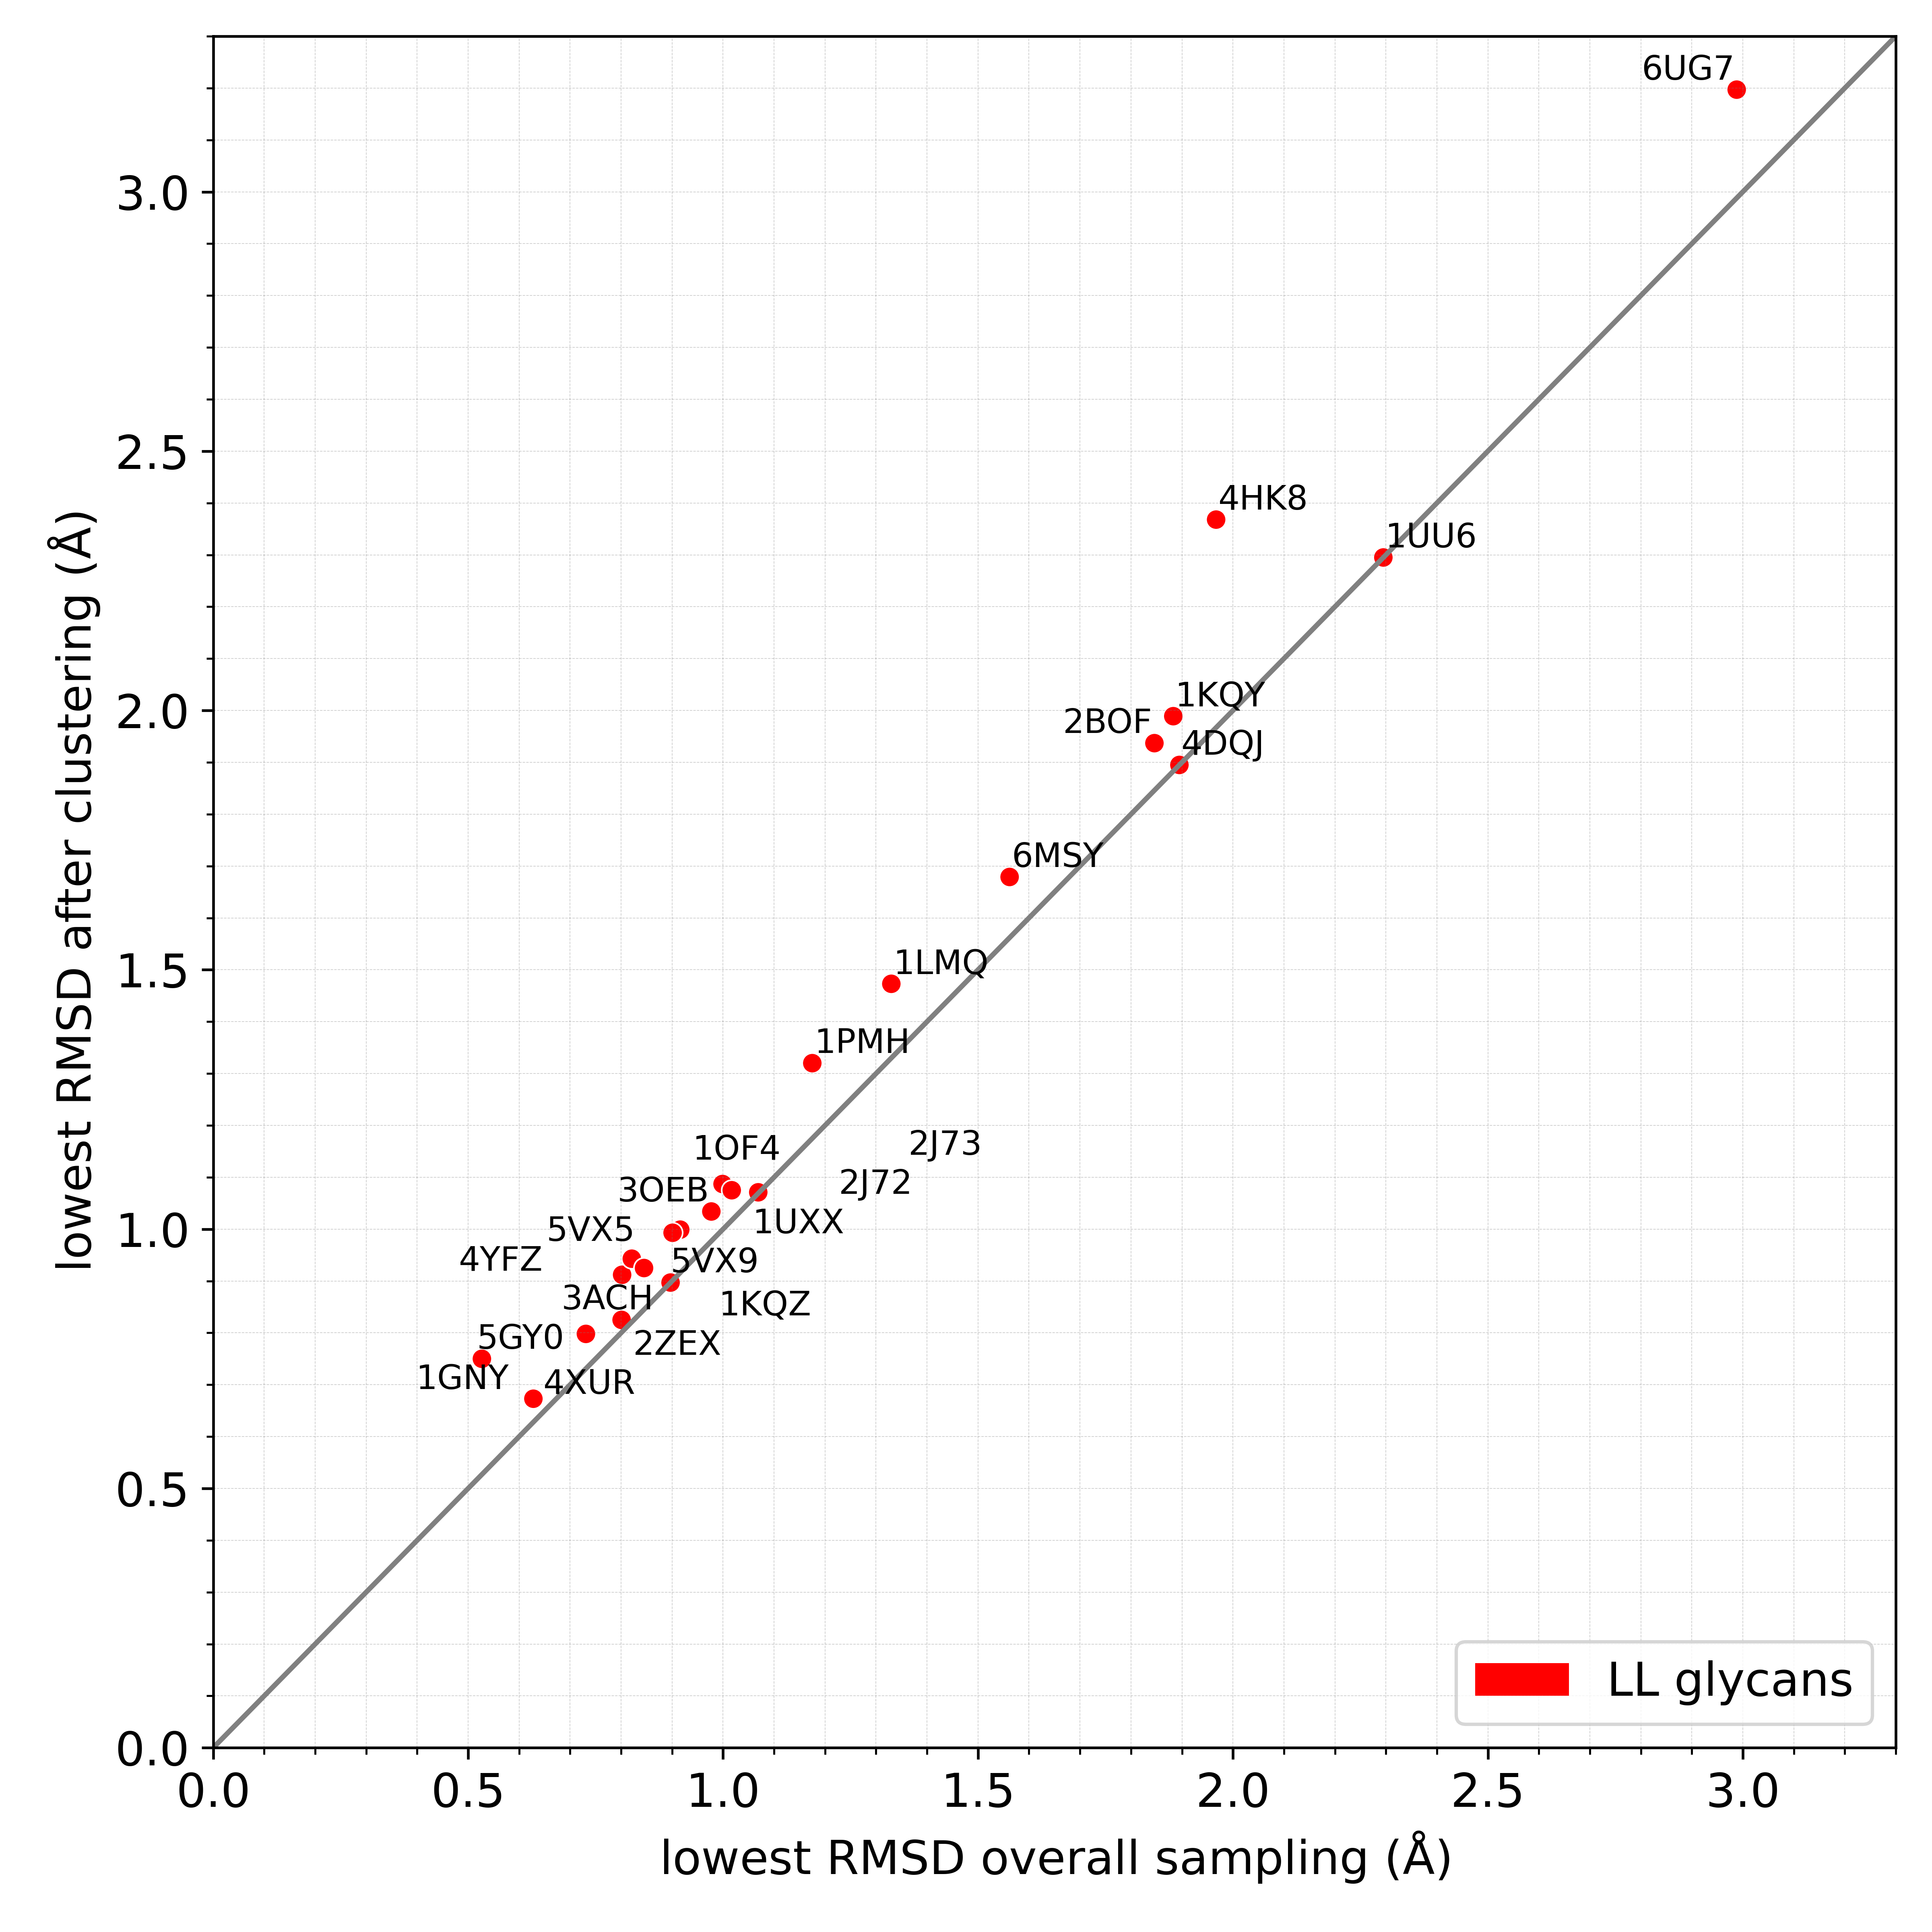 6UG7
3.0
2.5
4HK8
1UU6
lowest RMSD after clustering (Å)
2.0
1KQY
2BOF
4DQJ
6MSY
1.5
1LMQ
1PMH
1OF4
2J73
3OEB
2J72
1.0
5VX5
1UXX
4YFZ
5VX9
3ACH
1KQZ
5GY0
2ZEX
1GNY
4XUR
0.5
LL glycans
0.0
0.0 0.5 1.0 1.5 2.0 2.5 3.0
lowest RMSD overall sampling (Å)